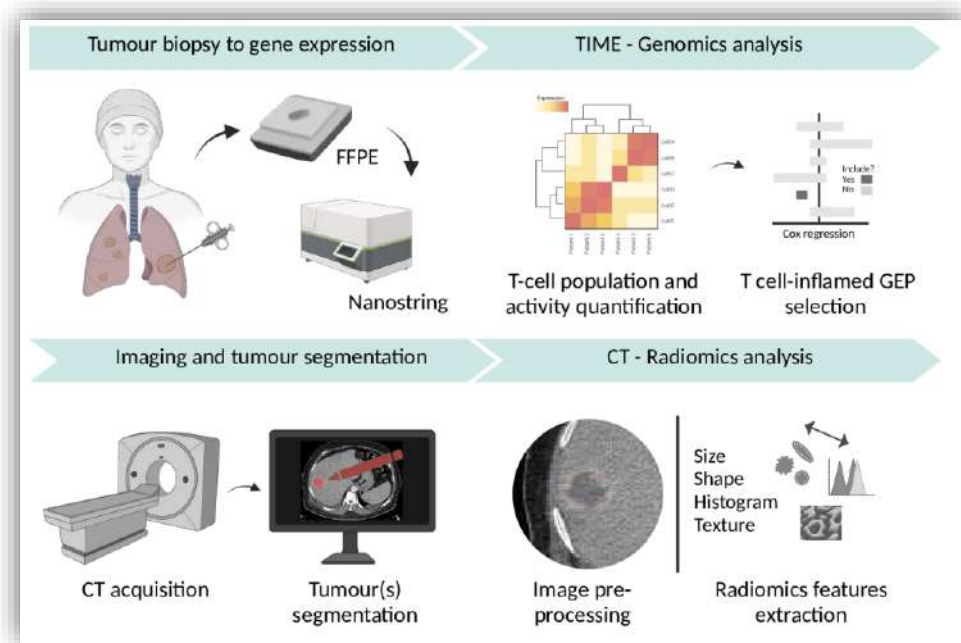 Tumour biopsy to gene expression
TIME - Genomics analysis
FFPE
Nanostring
Expression
Include?
Yes
No
Cox regression
T-cell population and
activity quantification
T cell-inflamed GEP
selection
Imaging and tumour segmentation
CT - Radiomics analysis
Size
Shape
Histogram
Texture
CT acquisition
Tumour(s)
segmentation
Image pre-
processing
Radiomics features
extraction